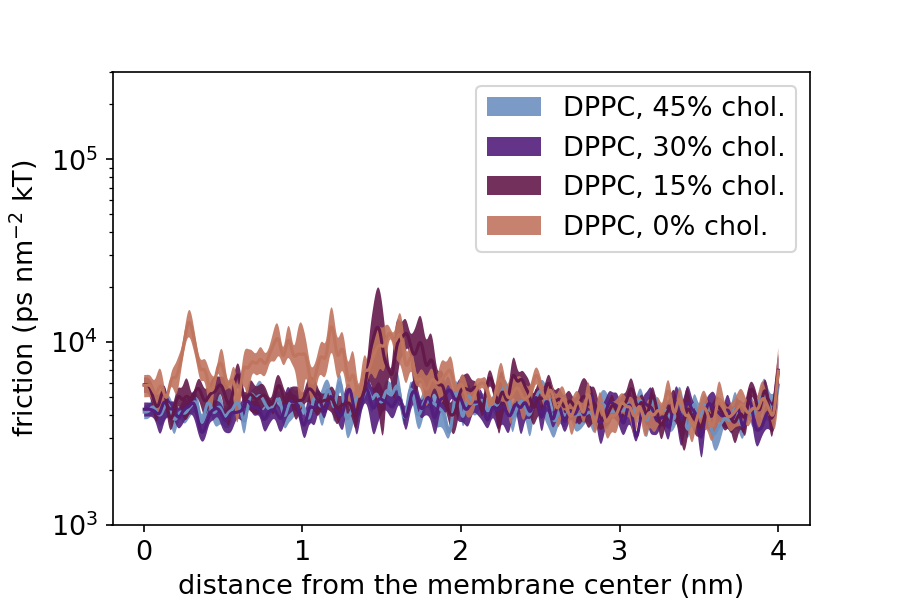 DPPC, 45% chol.
DPPC, 30% chol.
DPPC, 15% chol.
DPPC, 0% chol.
friction (ps nm⁻² kT)
10⁵
10⁴
10³
0 1 2 3 4
distance from the membrane center (nm)